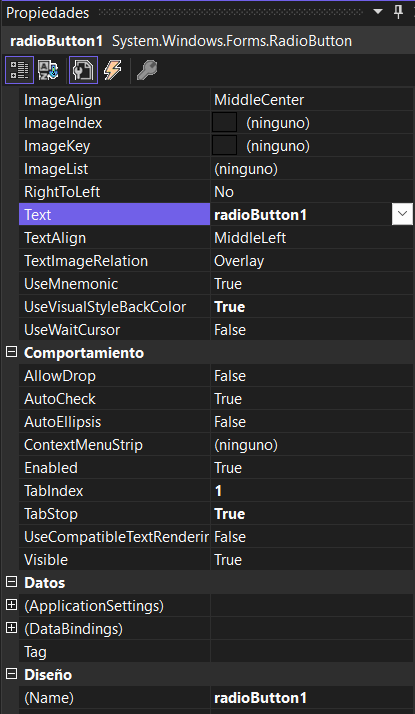 Propiedades
radioButton1 System.Windows.Forms.RadioButton
ImageAlign MiddleCenter
ImageIndex (ninguno)
ImageKey (ninguno)
ImageList (ninguno)
RightToLeft No
Text radioButton1
TextAlign MiddleLeft
TextImageRelation Overlay
UseMnemonic True
UseVisualStyleBackColor True
UseWaitCursor False
Comportamiento
AllowDrop False
AutoCheck True
AutoEllipsis False
ContextMenuStrip (ninguno)
Enabled True
TabIndex 1
TabStop True
UseCompatibleTextRenderin False
Visible True
Datos
(ApplicationSettings)
(DataBindings)
Tag
Diseño
(Name) radioButton1